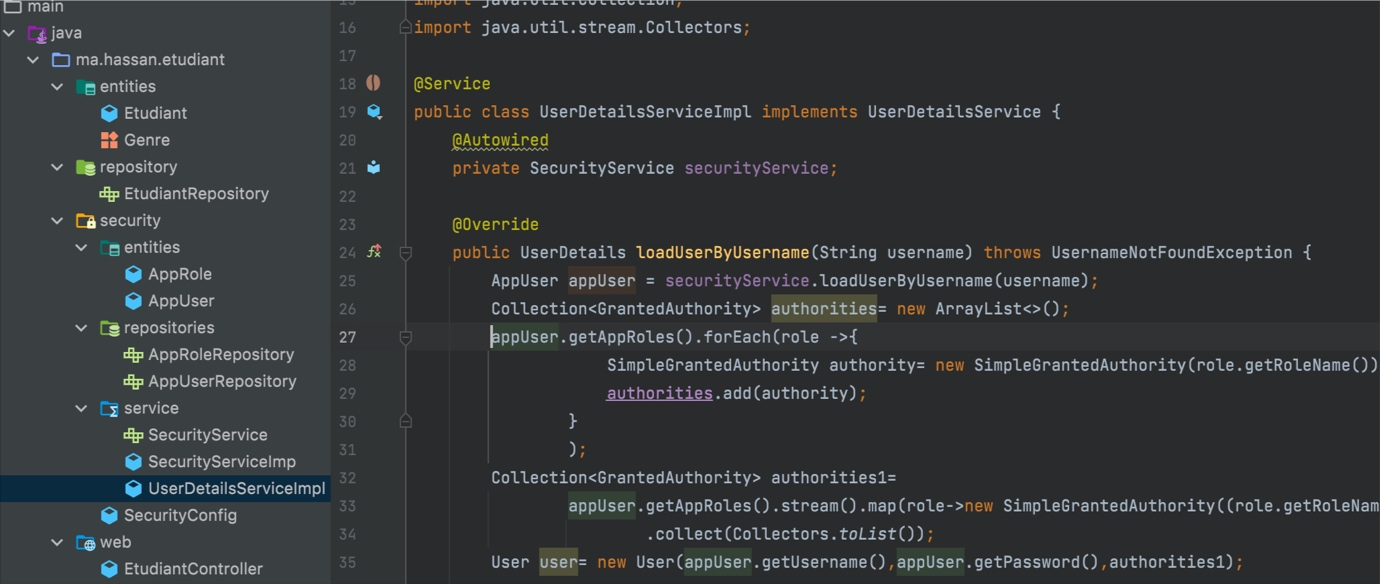 main
java
ma.hassan.etudiant
entities
Etudiant
Genre
repository
EtudiantRepository
security
entities
AppRole
AppUser
repositories
AppRoleRepository
AppUserRepository
service
SecurityService
SecurityServiceImp
UserDetailsServiceImpl
SecurityConfig
web
EtudiantController
15 import java.util.Collection;
16 import java.util.stream.Collectors;
17
18 @Service
19 public class UserDetailsServiceImpl implements UserDetailsService {
20 @Autowired
21 private SecurityService securityService;
22
23 @Override
24 public UserDetails loadUserByUsername(String username) throws UsernameNotFoundException {
25 AppUser appUser = securityService.loadUserByUsername(username);
26 Collection<GrantedAuthority> authorities= new ArrayList<>();
27 appUser.getAppRoles().forEach(role ->{
28 SimpleGrantedAuthority authority= new SimpleGrantedAuthority(role.getRoleName())
29 authorities.add(authority);
30 }
31 );
32 Collection<GrantedAuthority> authorities1=
33 appUser.getAppRoles().stream().map(role->new SimpleGrantedAuthority((role.getRoleNam
34 .collect(Collectors.toList());
35 User user= new User(appUser.getUsername(),appUser.getPassword(),authorities1);